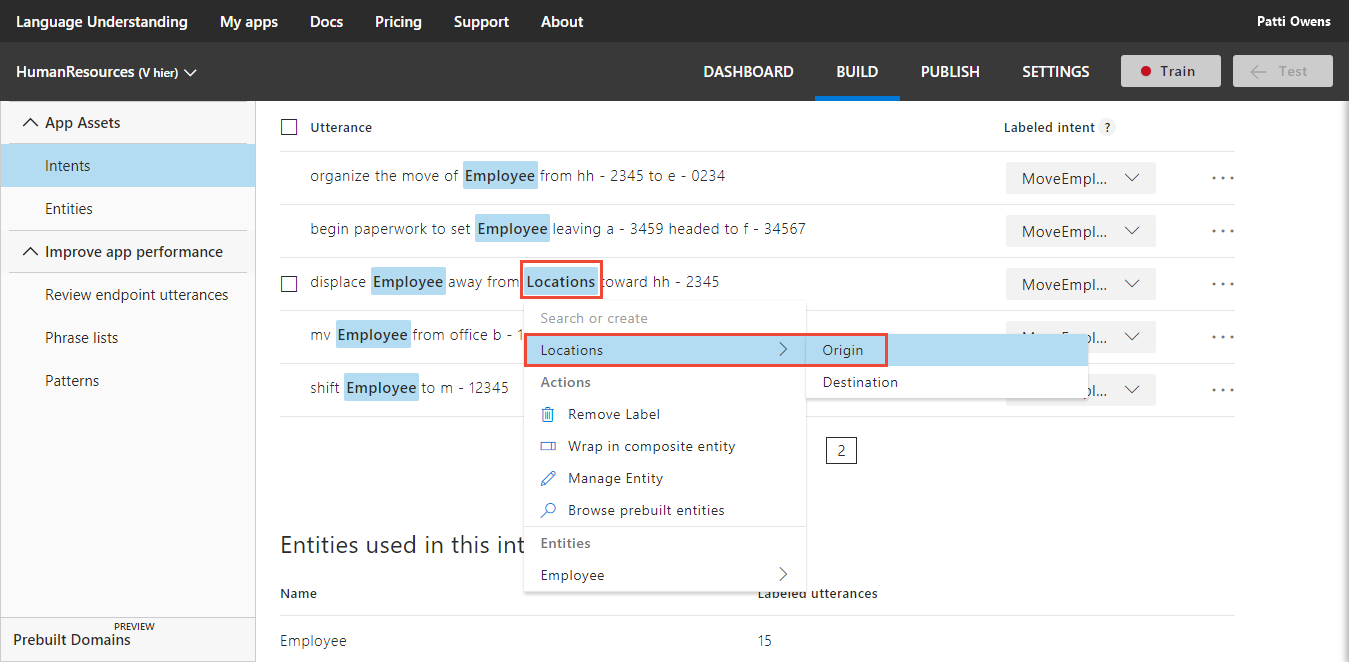 Language Understanding My apps Docs Pricing Support About Patti Owens
HumanResources (V hier) DASHBOARD BUILD PUBLISH SETTINGS Train Test
App Assets
Intents
Entities
Improve app performance
Review endpoint utterances
Phrase lists
Patterns
PREVIEW
Prebuilt Domains
Utterance Labeled intent ?
organize the move of Employee from hh - 2345 to e - 0234 MoveEmpl... ...
begin paperwork to set Employee leaving a - 3459 headed to f - 34567 MoveEmpl... ...
displace Employee away from Locations toward hh - 2345 MoveEmpl... ...
mv Employee from office b - 1
shift Employee to m - 12345
Search or create
Locations Origin
Destination
Actions
Remove Label
Wrap in composite entity
Manage Entity
Browse prebuilt entities
Entities
Employee
2
Entities used in this int
Name Labeled utterances
Employee 15